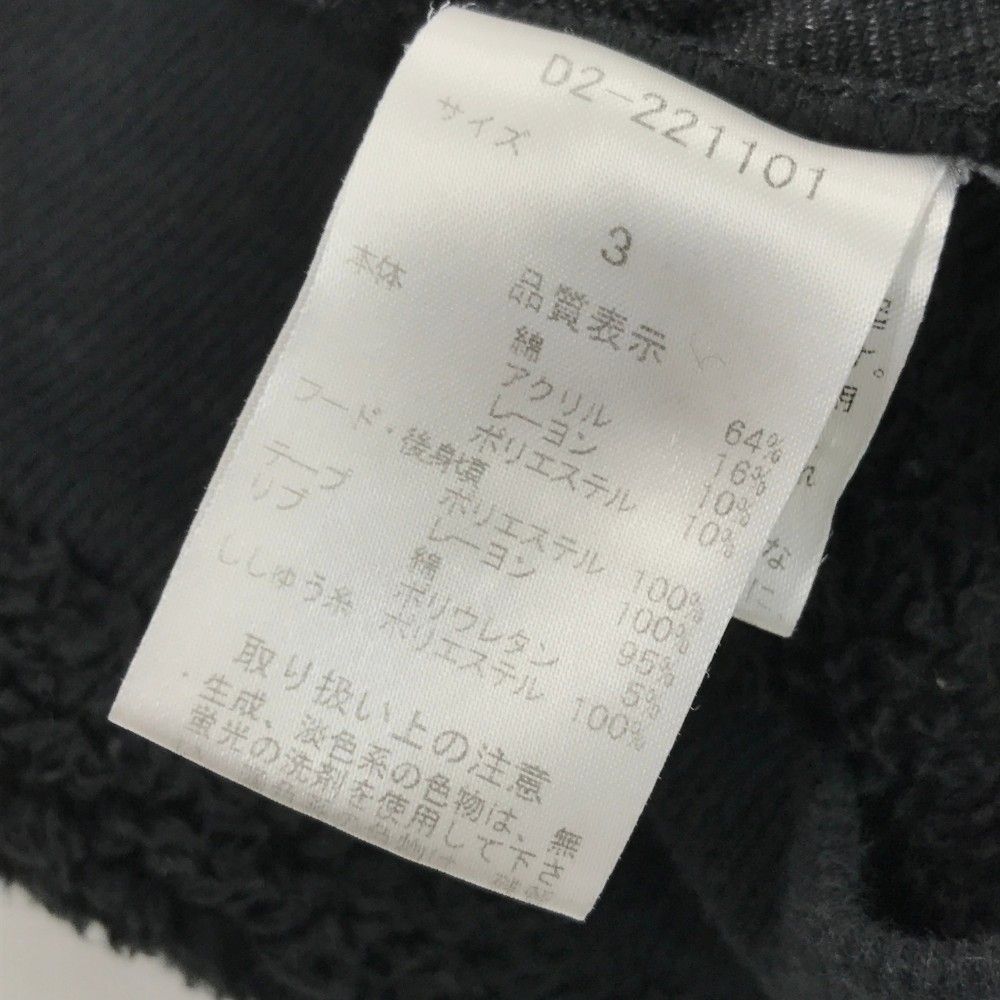 D2-221101
サイズ
3
品質表示
本体 綿 64%
アクリル 16%
レーヨン 10%
ポリエステル 10%
フード・後身頃
ポリエステル 100%
テープ レーヨン 100%
リブ 綿 95%
ポリウレタン 5%
ししゅう糸 ポリエステル 100%
取り扱い上の注意
・生成、淡色系の色物は、無
蛍光の洗剤を使用して下さ
す。
用
な
に